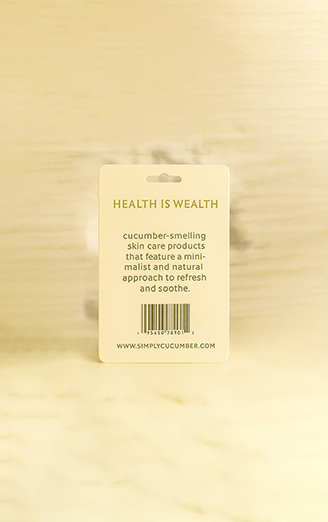 HEALTH IS WEALTH
cucumber-smelling
skin care products
that feature a mini-
malist and natural
approach to refresh
and soothe.
WWW.SIMPLYCUCUMBER.COM